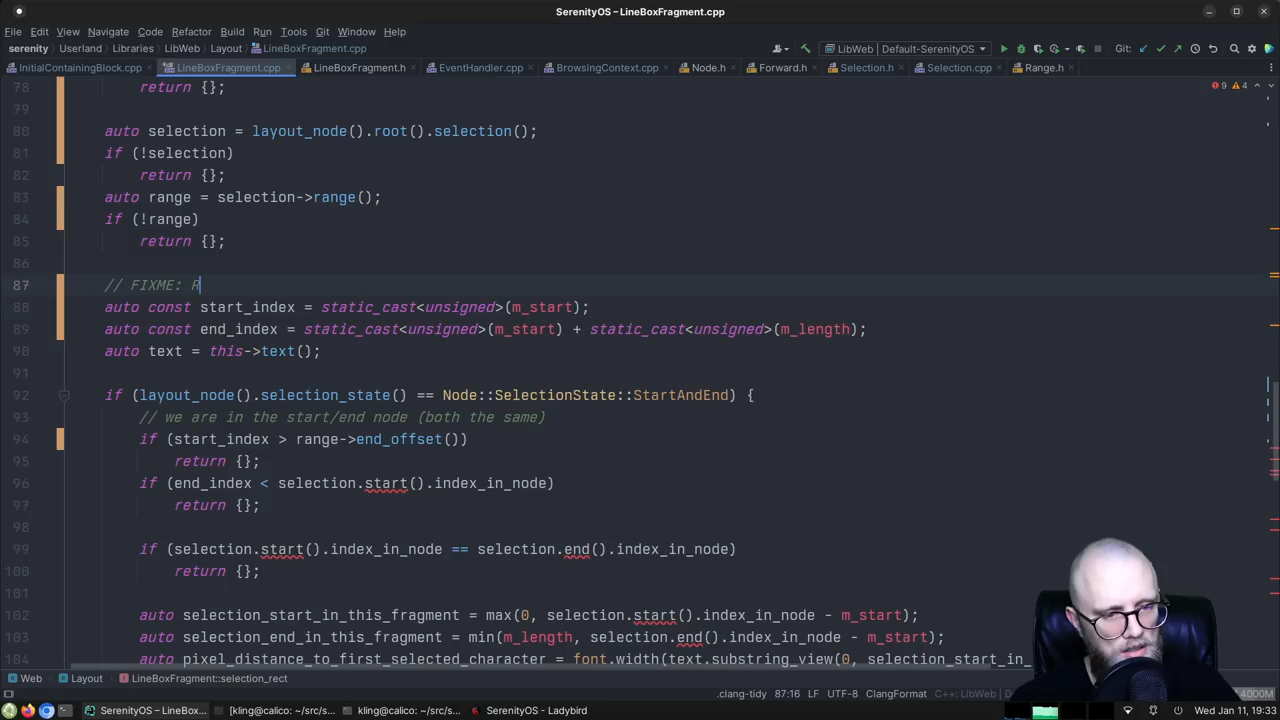 SerenityOS – LineBoxFragment.cpp
File Edit View Navigate Code Refactor Build Run Tools Git Window Help
serenity Userland Libraries LibWeb Layout LineBoxFragment.cpp LibWeb | Default-SerenityOS Git:
InitialContainingBlock.cpp LineBoxFragment.cpp LineBoxFragment.h EventHandler.cpp BrowsingContext.cpp Node.h Forward.h Selection.h Selection.cpp Range.h
78 return {};
9 4
79
80 auto selection = layout_node().root().selection();
81 if (!selection)
82 return {};
83 auto range = selection->range();
84 if (!range)
85 return {};
86
87 // FIXME: R
88 auto const start_index = static_cast<unsigned>(m_start);
89 auto const end_index = static_cast<unsigned>(m_start) + static_cast<unsigned>(m_length);
90 auto text = this->text();
91
92 if (layout_node().selection_state() == Node::SelectionState::StartAndEnd) {
93 // we are in the start/end node (both the same)
94 if (start_index > range->end_offset())
95 return {};
96 if (end_index < selection.start().index_in_node)
97 return {};
98
99 if (selection.start().index_in_node == selection.end().index_in_node)
100 return {};
101
102 auto selection_start_in_this_fragment = max(0, selection.start().index_in_node - m_start);
103 auto selection_end_in_this_fragment = min(m_length, selection.end().index_in_node - m_start);
104 auto pixel_distance_to_first_selected_character = font.width(text.substring_view(0, selection_start_in_
Web Layout LineBoxFragment::selection_rect
.clang-tidy 87:16 LF UTF-8 ClangFormat C++: LibWeb | D 4000M
SerenityOS – LineBox... [kling@calico: ~/src/s... kling@calico: ~/src/s... SerenityOS - Ladybird Wed Jan 11, 19:33